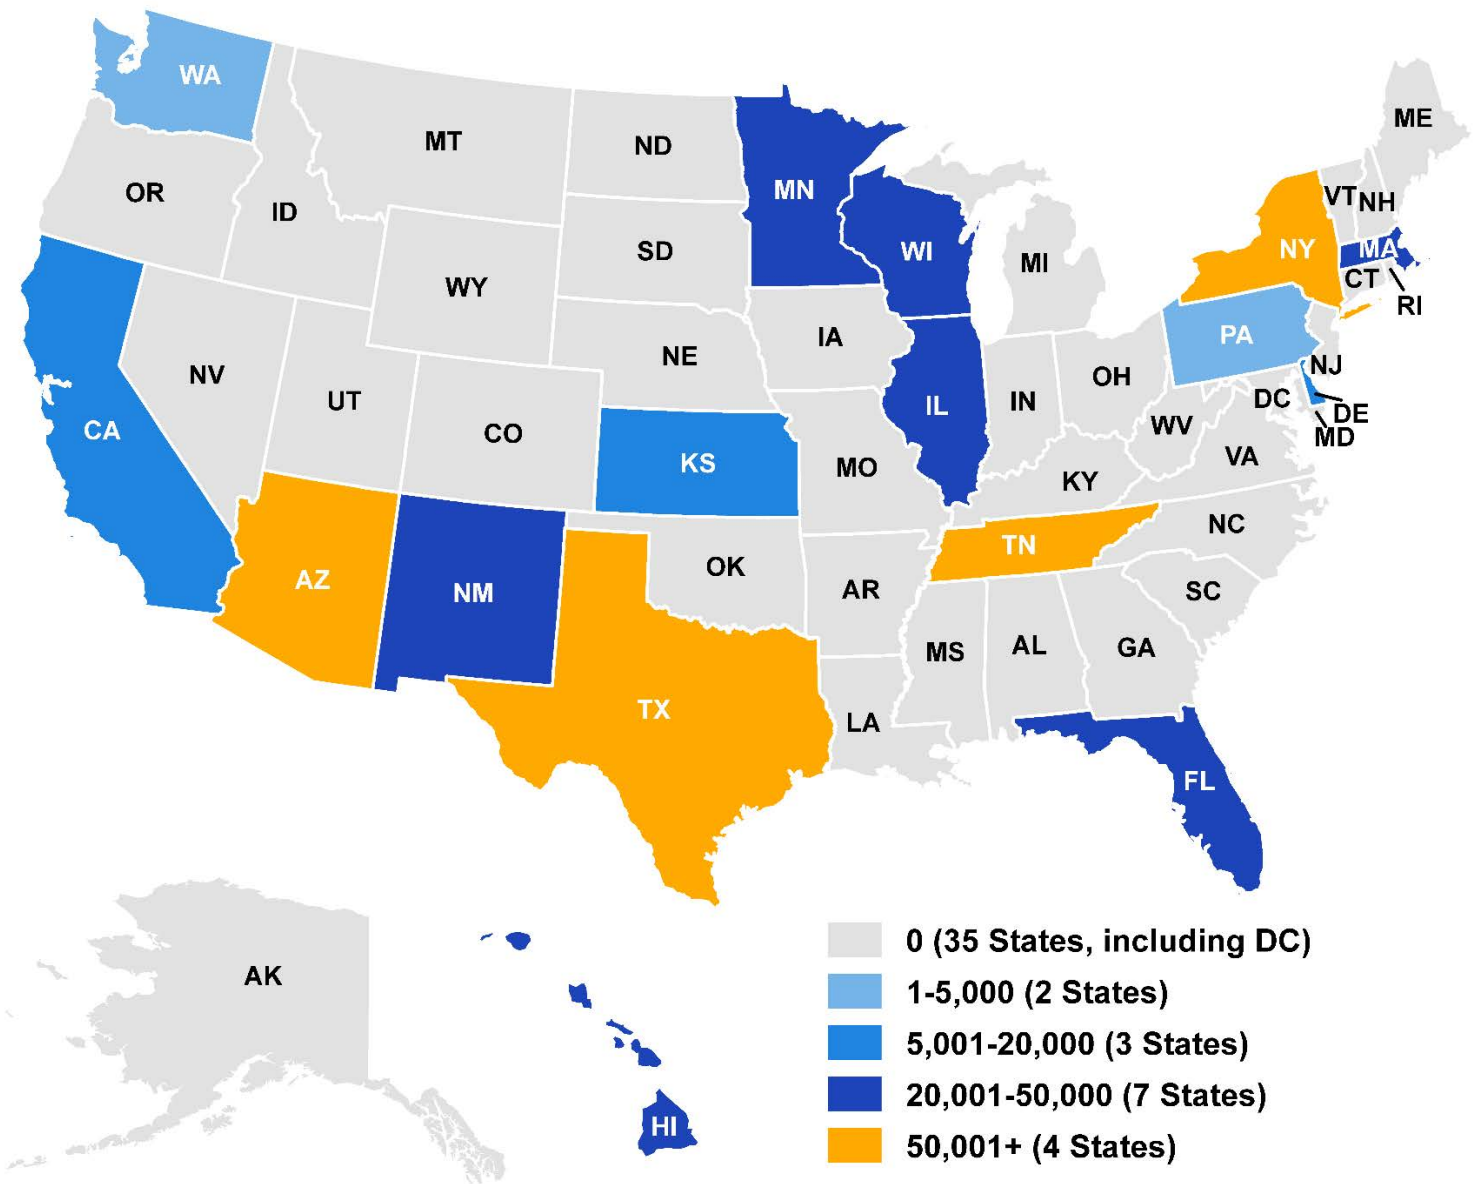 WA
MT
ND
ME
OR
ID
MN
VT
NH
SD
WI
NY
MA
WY
MI
CT
RI
IA
PA
NE
NV
OH
NJ
UT
IL
IN
DC
DE
CA
CO
WV
MD
KS
MO
VA
KY
NC
TN
AZ
NM
OK
AR
SC
MS
AL
GA
TX
LA
FL
AK
HI
0 (35 States, including DC)
1-5,000 (2 States)
5,001-20,000 (3 States)
20,001-50,000 (7 States)
50,001+ (4 States)